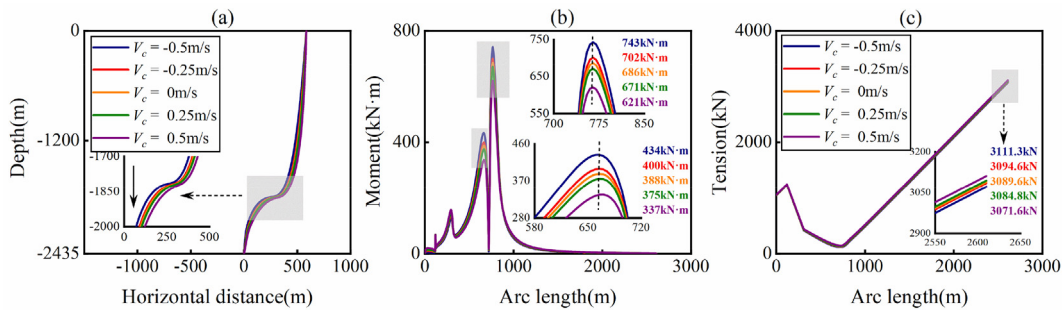 (a)
Depth(m)
0
-1200
-2435
V_c = -0.5m/s
V_c = -0.25m/s
V_c = 0m/s
V_c = 0.25m/s
V_c = 0.5m/s
-1700
-1850
-2000
0 250 500
-1000 -500 0 500 1000
Horizontal distance(m)
(b)
Moment(kN·m)
800
400
0
750
650
550
700 775 850
743kN·m
702kN·m
686kN·m
671kN·m
621kN·m
460
370
280
580 650 720
434kN·m
400kN·m
388kN·m
375kN·m
337kN·m
0 1000 2000 3000
Arc length(m)
(c)
Tension(kN)
4000
2000
0
V_c = -0.5m/s
V_c = -0.25m/s
V_c = 0m/s
V_c = 0.25m/s
V_c = 0.5m/s
3200
3050
2900
2550 2650
3111.3kN
3094.6kN
3089.6kN
3084.8kN
3071.6kN
0 1000 2000 3000
Arc length(m)